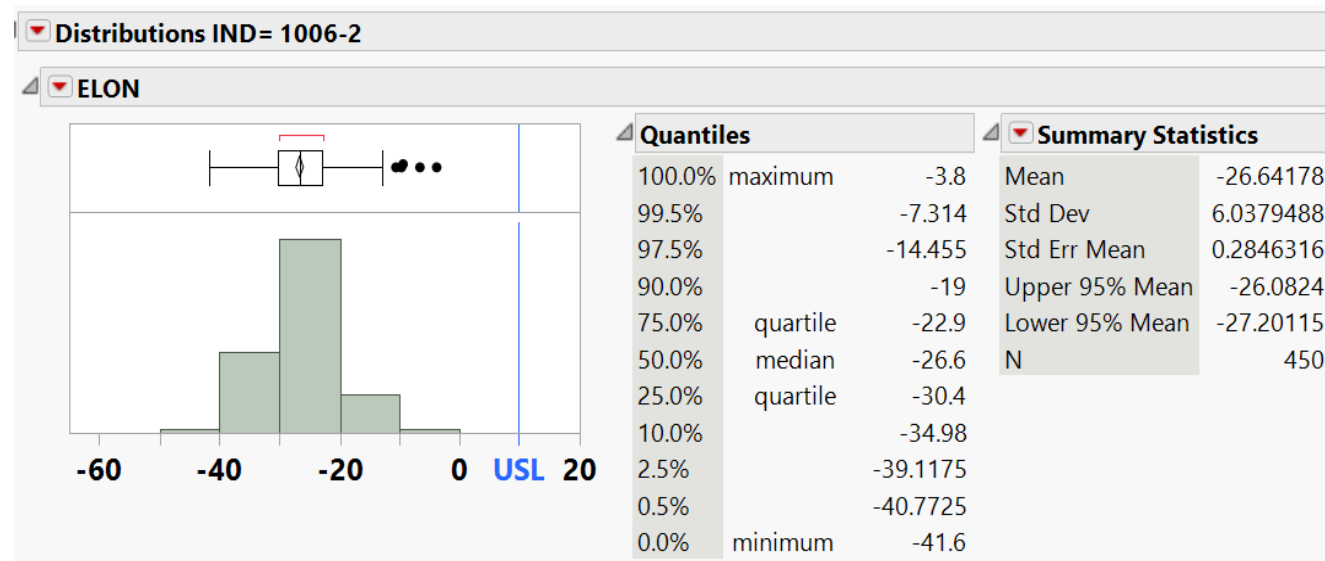 Distributions IND= 1006-2
ELON
-60 -40 -20 0 USL 20
Quantiles
100.0% maximum -3.8
99.5% -7.314
97.5% -14.455
90.0% -19
75.0% quartile -22.9
50.0% median -26.6
25.0% quartile -30.4
10.0% -34.98
2.5% -39.1175
0.5% -40.7725
0.0% minimum -41.6
Summary Statistics
Mean -26.64178
Std Dev 6.0379488
Std Err Mean 0.2846316
Upper 95% Mean -26.0824
Lower 95% Mean -27.20115
N 450